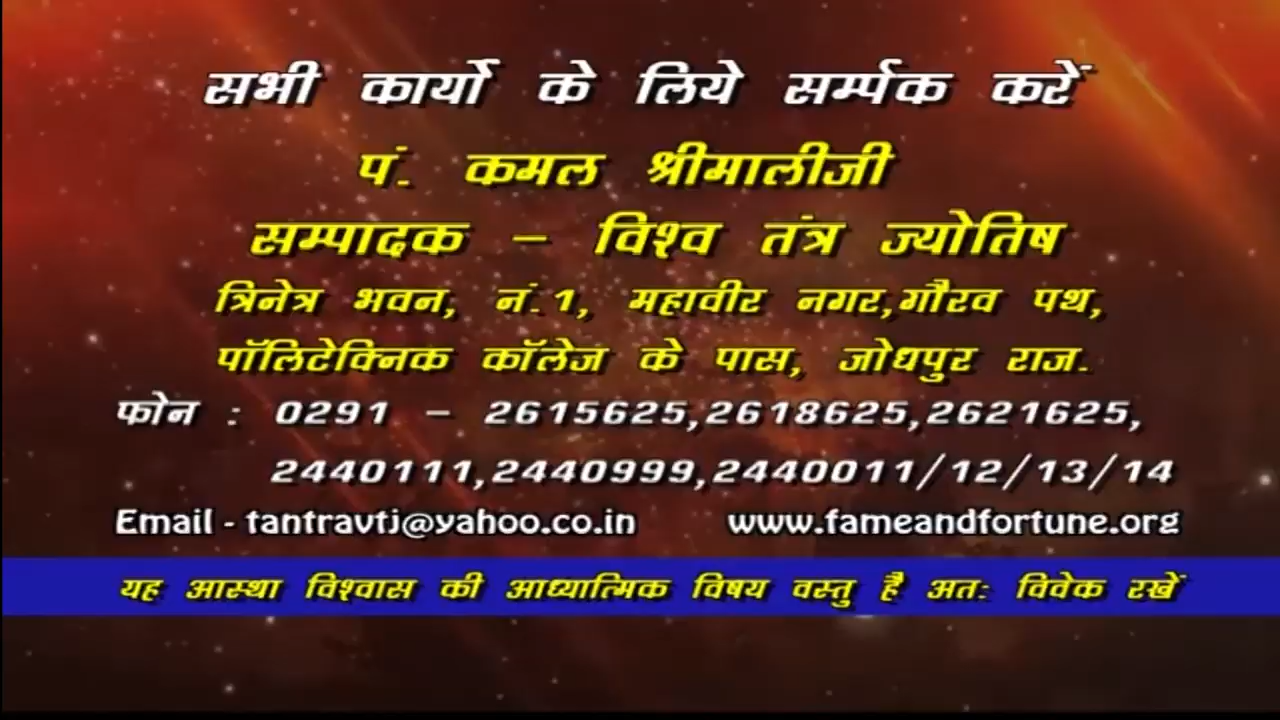 सभी कार्यो के लिये सर्म्पक करें
पं. कमल श्रीमालीजी
सम्पादक – विश्व तंत्र ज्योतिष
त्रिनेत्र भवन, नं.1, महावीर नगर,गौरव पथ,
पॉलिटेक्निक कॉलेज के पास, जोधपुर राज.
फोन : 0291 – 2615625,2618625,2621625,
2440111,2440999,2440011/12/13/14
Email - tantravtj@yahoo.co.in www.fameandfortune.org
यह आस्था विश्वास की आध्यात्मिक विषय वस्तु है अतः विवेक रखें